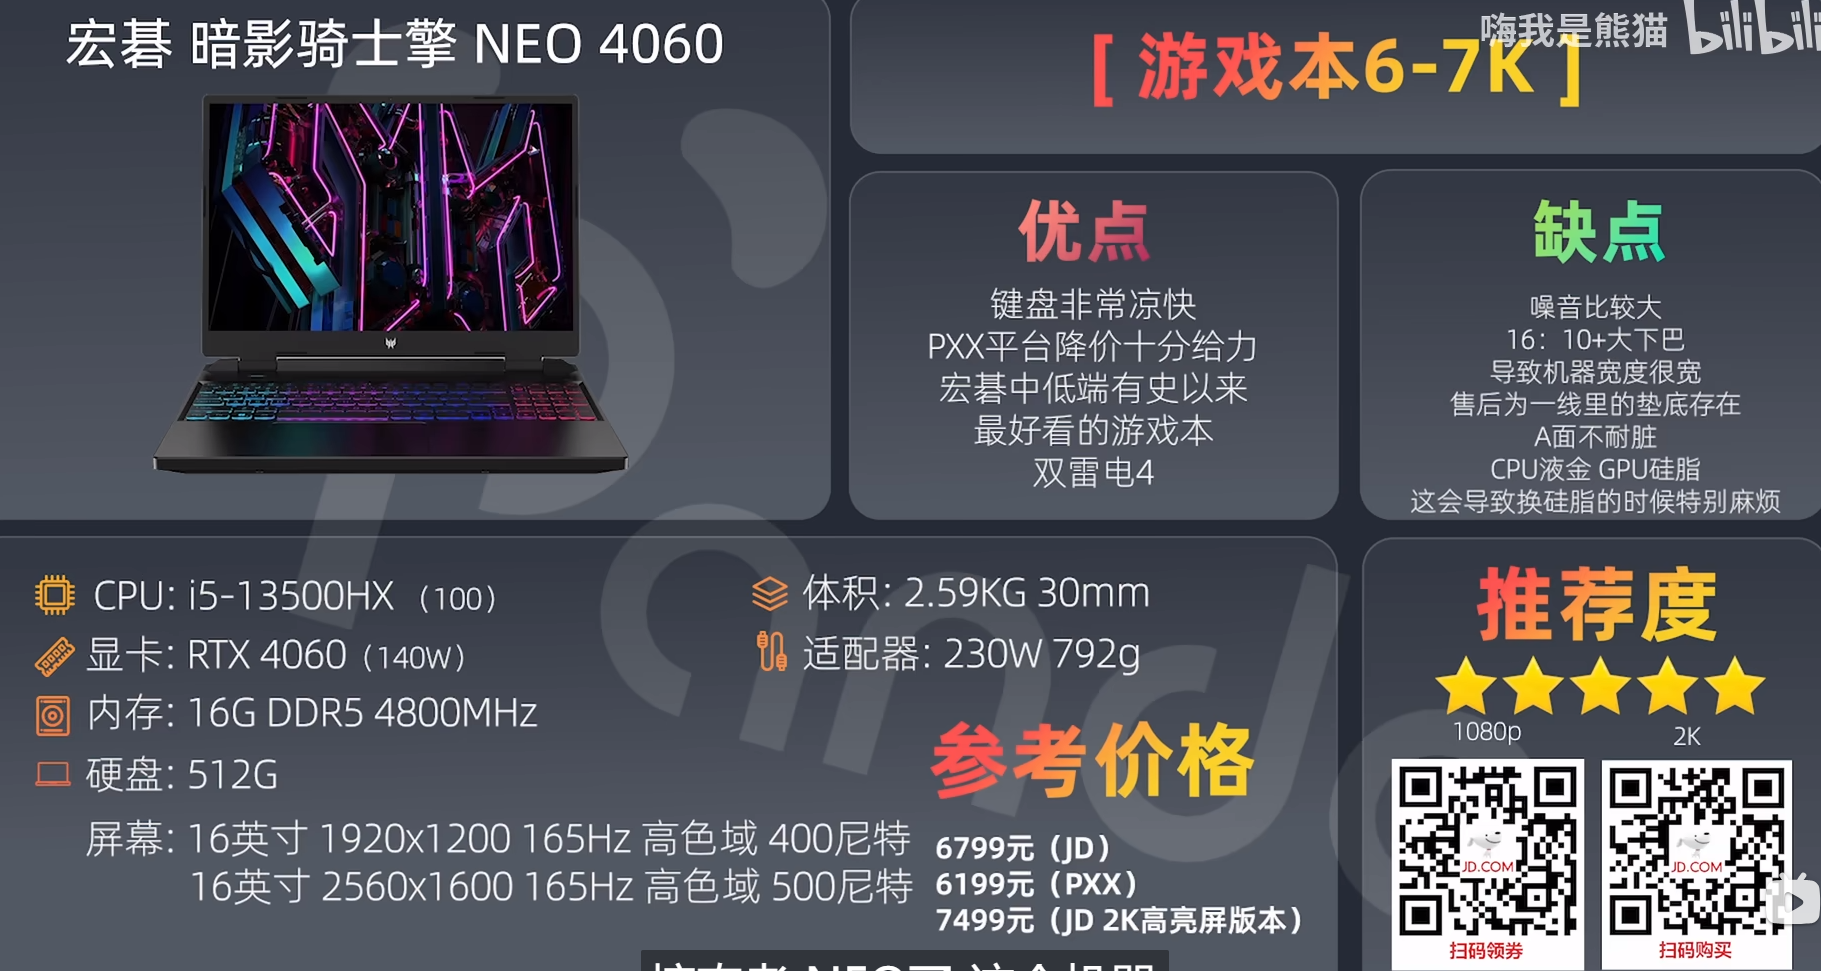 宏碁 暗影骑士擎 NEO 4060
[ 游戏本6-7K ]
嗨我是熊猫
bilibili
优点
键盘非常凉快
PXX平台降价十分给力
宏碁中低端有史以来
最好看的游戏本
双雷电4
缺点
噪音比较大
16：10+大下巴
导致机器宽度很宽
售后为一线里的垫底存在
A面不耐脏
CPU液金 GPU硅脂
这会导致换硅脂的时候特别麻烦
CPU: i5-13500HX （100）
显卡: RTX 4060（140W）
内存: 16G DDR5 4800MHz
硬盘: 512G
屏幕: 16英寸 1920x1200 165Hz 高色域 400尼特
16英寸 2560x1600 165Hz 高色域 500尼特
体积: 2.59KG 30mm
适配器: 230W 792g
参考价格
6799元（JD）
6199元（PXX）
7499元（JD 2K高亮屏版本）
推荐度
1080p
2K
JD.COM
扫码领券
JD.COM
扫码购买